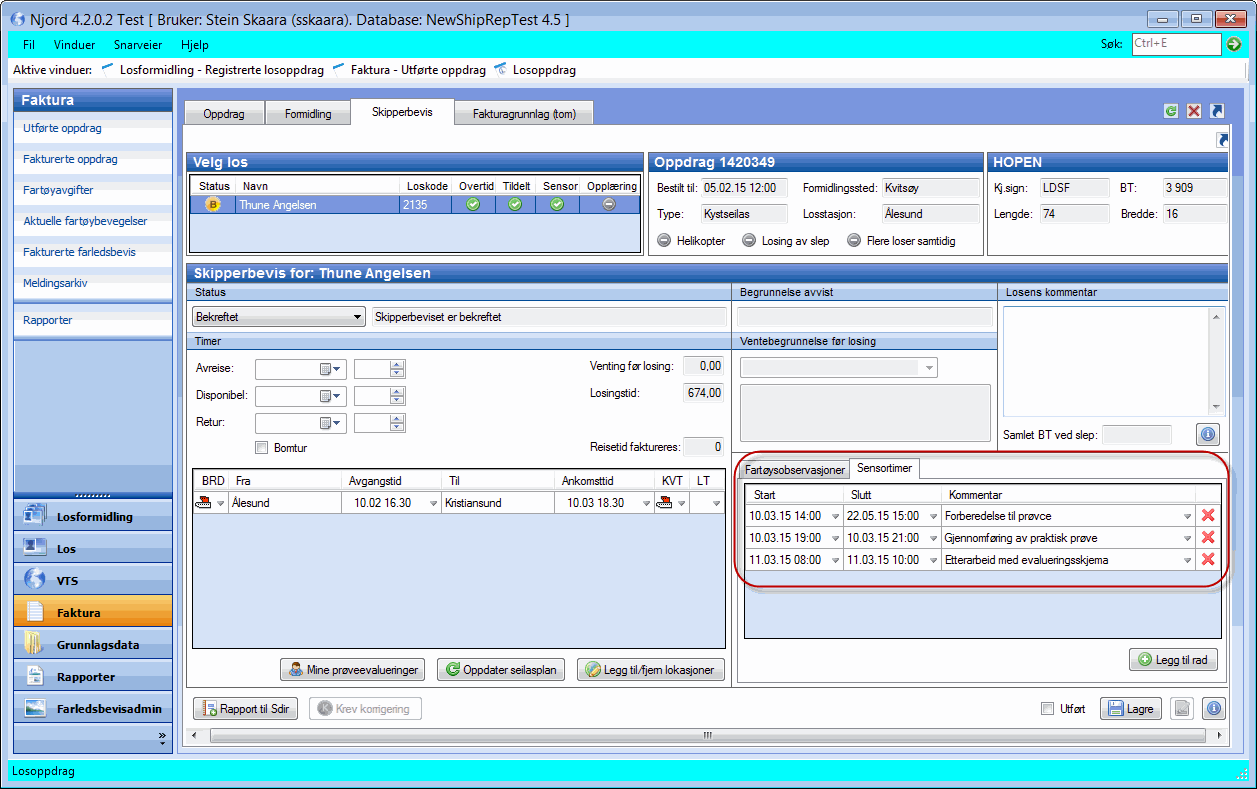 Njord 4.2.0.2 Test [ Bruker: Stein Skaara (sskaara). Database: NewShipRepTest 4.5 ]
Fil Vinduer Snarveier Hjelp Søk: Ctrl+E
Aktive vinduer: Losformidling - Registrerte losoppdrag Faktura - Utførte oppdrag Losoppdrag
Faktura
Utførte oppdrag
Fakturerte oppdrag
Fartøyavgifter
Aktuelle fartøybevegelser
Fakturerte farledsbevis
Meldingsarkiv
Rapporter
Losformidling
Los
VTS
Faktura
Grunnlagsdata
Rapporter
Farledsbevisadmin
»
Oppdrag Formidling Skipperbevis Fakturagrunnlag (tom)
Velg los
Status Navn Loskode Overtid Tildelt Sensor Opplæring
B Thune Angelsen 2135
Oppdrag 1420349
Bestilt til: 05.02.15 12:00 Formidlingssted: Kvitsøy
Type: Kystseilas Losstasjon: Ålesund
Helikopter Losing av slep Flere loser samtidig
HOPEN
Kj.sign: LDSF BT: 3 909
Lengde: 74 Bredde: 16
Skipperbevis for: Thune Angelsen
Status
Bekreftet Skipperbeviset er bekreftet
Timer
Avreise: Venting før losing: 0,00
Disponibel: Losingstid: 674,00
Retur:
Bomtur Reisetid faktureres: 0
Begrunnelse avvist
Ventebegrunnelse før losing
Losens kommentar
Samlet BT ved slep:
BRD Fra Avgangstid Til Ankomsttid KVT LT
Ålesund 10.02 16.30 Kristiansund 10.03 18.30
Mine prøveevalueringer Oppdater seilasplan Legg til/fjern lokasjoner
Fartøysobservasjoner Sensortimer
Start Slutt Kommentar
10.03.15 14:00 22.05.15 15:00 Forberedelse til prøvce
10.03.15 19:00 10.03.15 21:00 Gjennomføring av praktisk prøve
11.03.15 08:00 11.03.15 10:00 Etterarbeid med evalueringsskjema
Legg til rad
Rapport til Sdir K Krev korrigering Utført Lagre
Losoppdrag